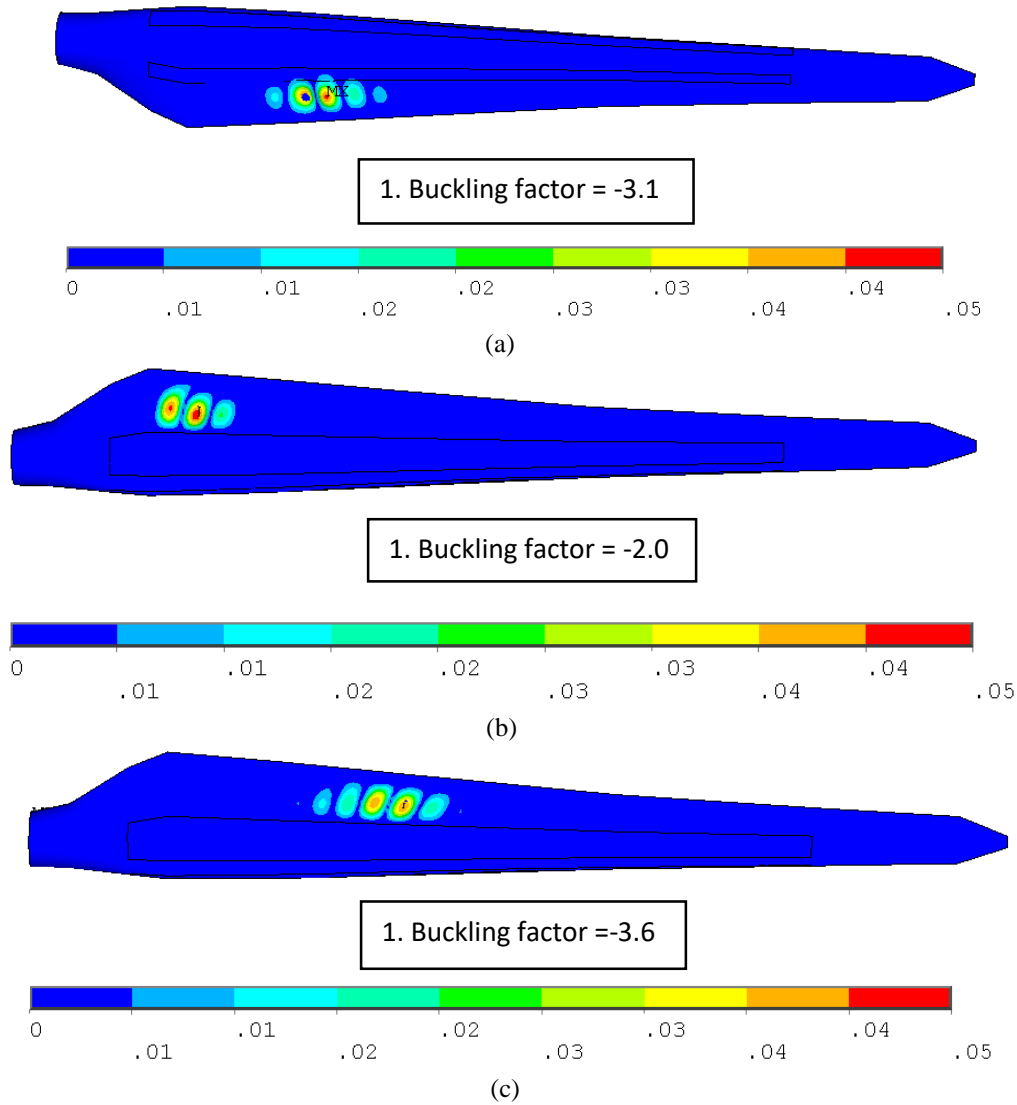 MX
1. Buckling factor = -3.1
0 .01 .02 .03 .04
.01 .02 .03 .04 .05
(a)
1. Buckling factor = -2.0
0 .01 .02 .03 .04
.01 .02 .03 .04 .05
(b)
1. Buckling factor =-3.6
0 .01 .02 .03 .04
.01 .02 .03 .04 .05
(c)